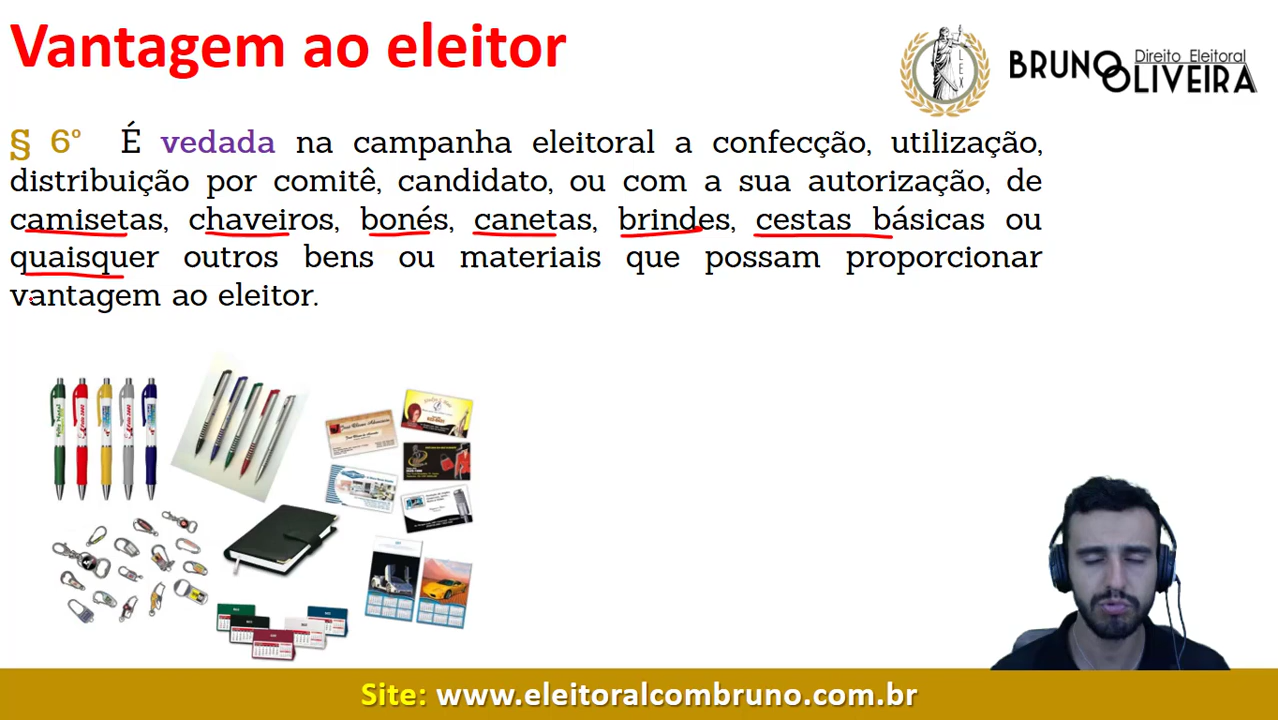 Vantagem ao eleitor
BRUNO OLIVEIRA
Direito Eleitoral
LEX
§ 6º É vedada na campanha eleitoral a confecção, utilização,
distribuição por comitê, candidato, ou com a sua autorização, de
camisetas, chaveiros, bonés, canetas, brindes, cestas básicas ou
quaisquer outros bens ou materiais que possam proporcionar
vantagem ao eleitor.
Site: www.eleitoralcombruno.com.br